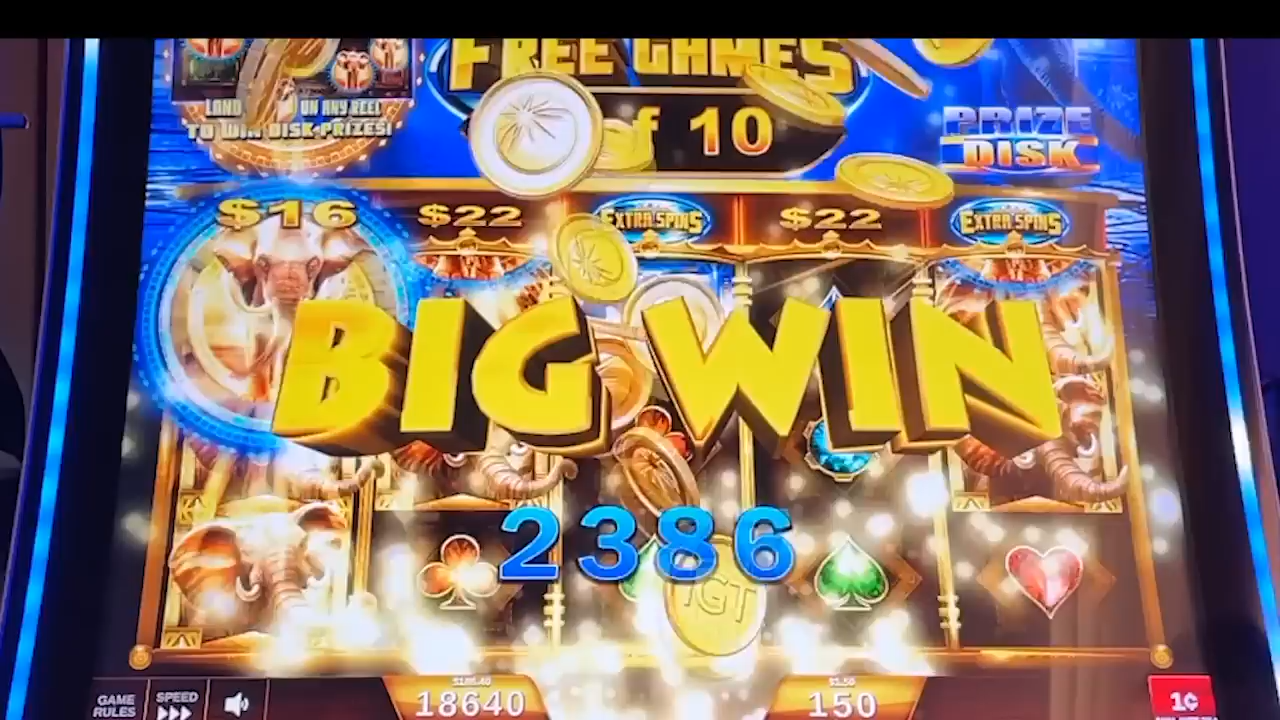 FREE GAMES
LAND ON ANY REEL
TO WIN DISK PRIZES!
f 10
PRIZE
DISK
$16
$22
EXTRA SPINS
$22
EXTRA SPINS
BIG WIN
2386
IGT
GAME
RULES
SPEED
$186.40
18640
$1.50
150
1¢